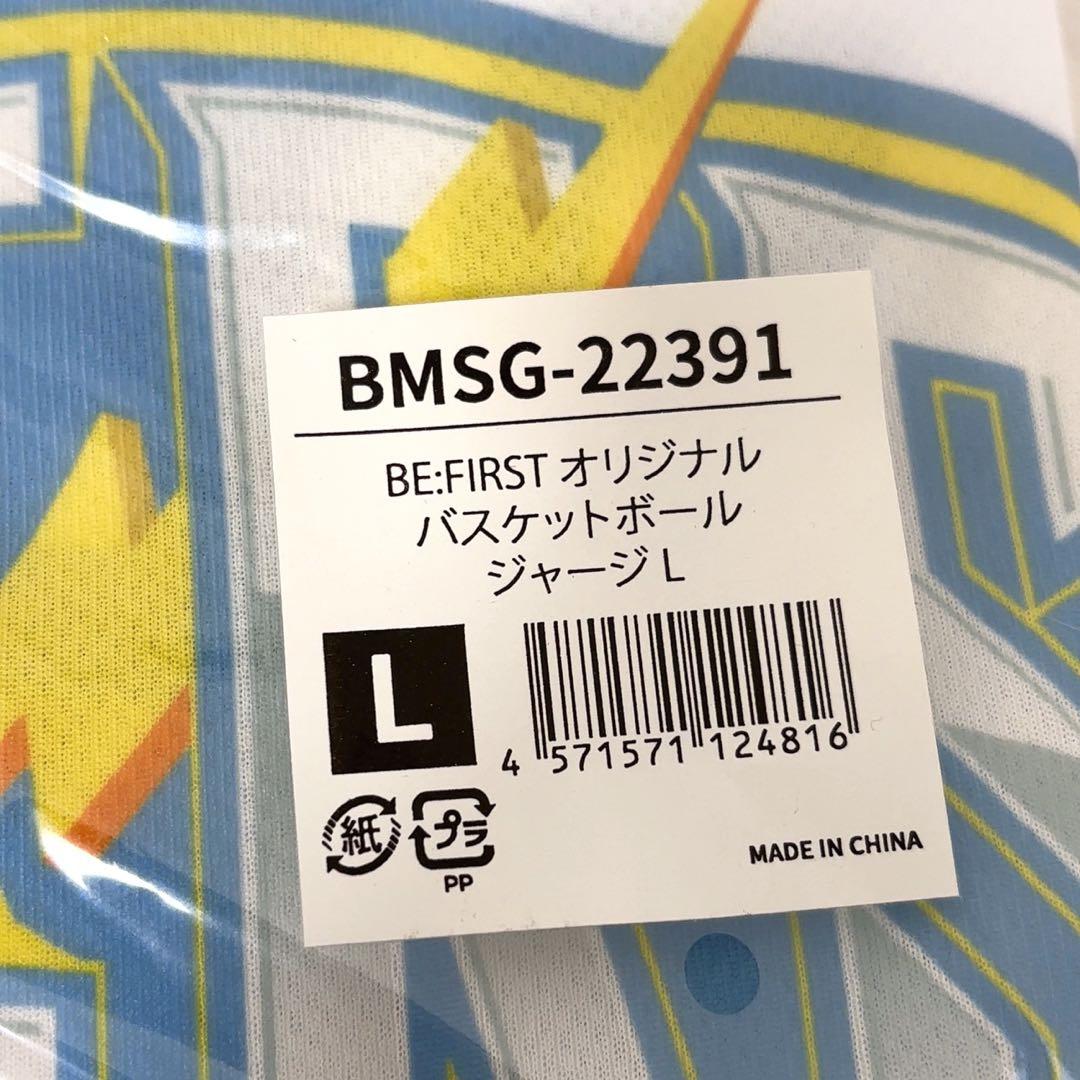 BMSG-22391
BE:FIRST オリジナル
バスケットボール
ジャージ L
L
4 571571 124816
紙
プラ
PP
MADE IN CHINA